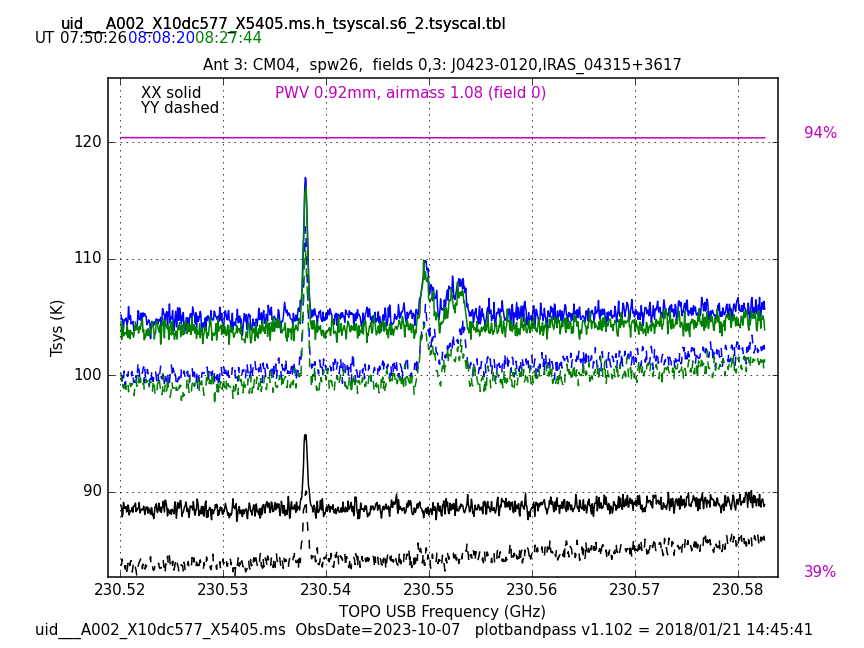 uid___A002_X10dc577_X5405.ms.h_tsyscal.s6_2.tsyscal.tbl
UT 07:50:26 08:08:20 08:27:44
Ant 3: CM04, spw26, fields 0,3: J0423-0120,IRAS_04315+3617
XX solid PWV 0.92mm, airmass 1.08 (field 0)
YY dashed
94%
120
110
100
90
39%
Tsys (K)
230.52 230.53 230.54 230.55 230.56 230.57 230.58
TOPO USB Frequency (GHz)
uid___A002_X10dc577_X5405.ms ObsDate=2023-10-07 plotbandpass v1.102 = 2018/01/21 14:45:41